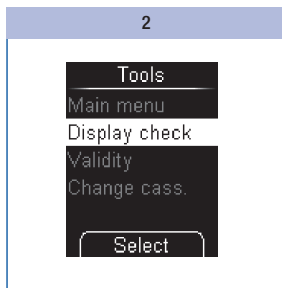 2
Tools
Main menu
Display check
Validity
Change cass.
Select